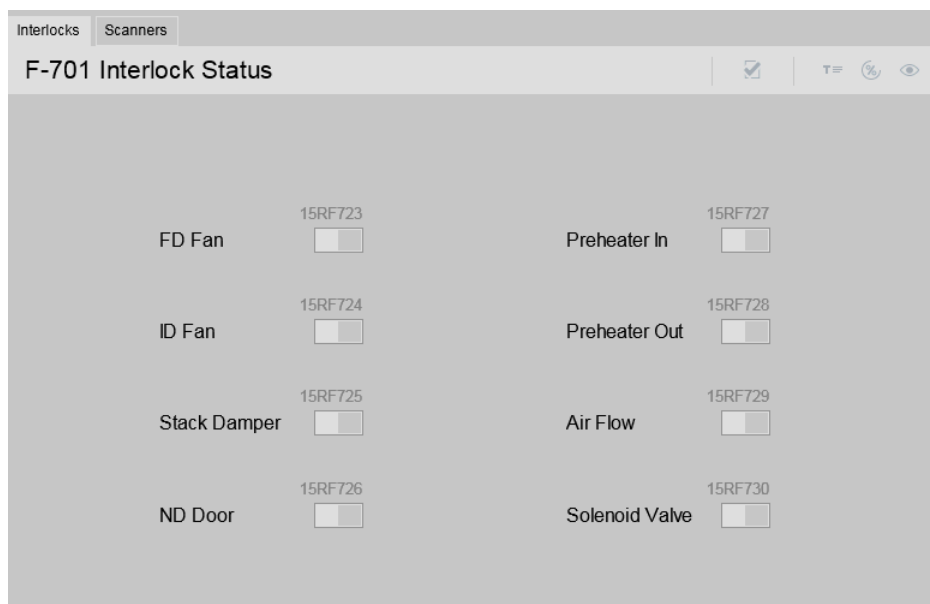 Interlocks Scanners
F-701 Interlock Status
T
%
15RF723
FD Fan
15RF727
Preheater In
15RF724
ID Fan
15RF728
Preheater Out
15RF725
Stack Damper
15RF729
Air Flow
15RF726
ND Door
15RF730
Solenoid Valve